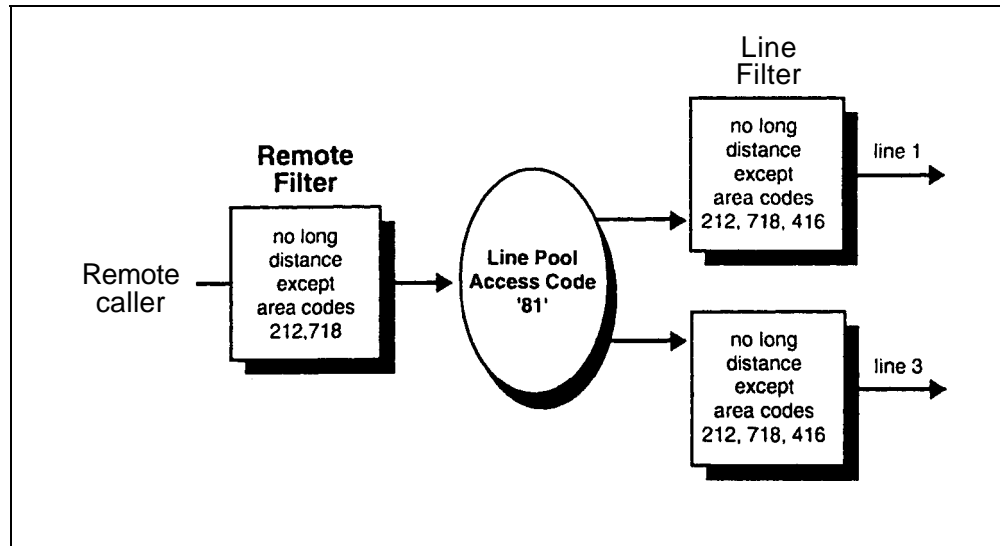 Remote
caller
Remote
Filter
no long
distance
except
area codes
212,718
Line Pool
Access Code
'81'
Line
Filter
no long
distance
except
area codes
212, 718, 416
line 1
no long
distance
except
area codes
212, 718, 416
line 3